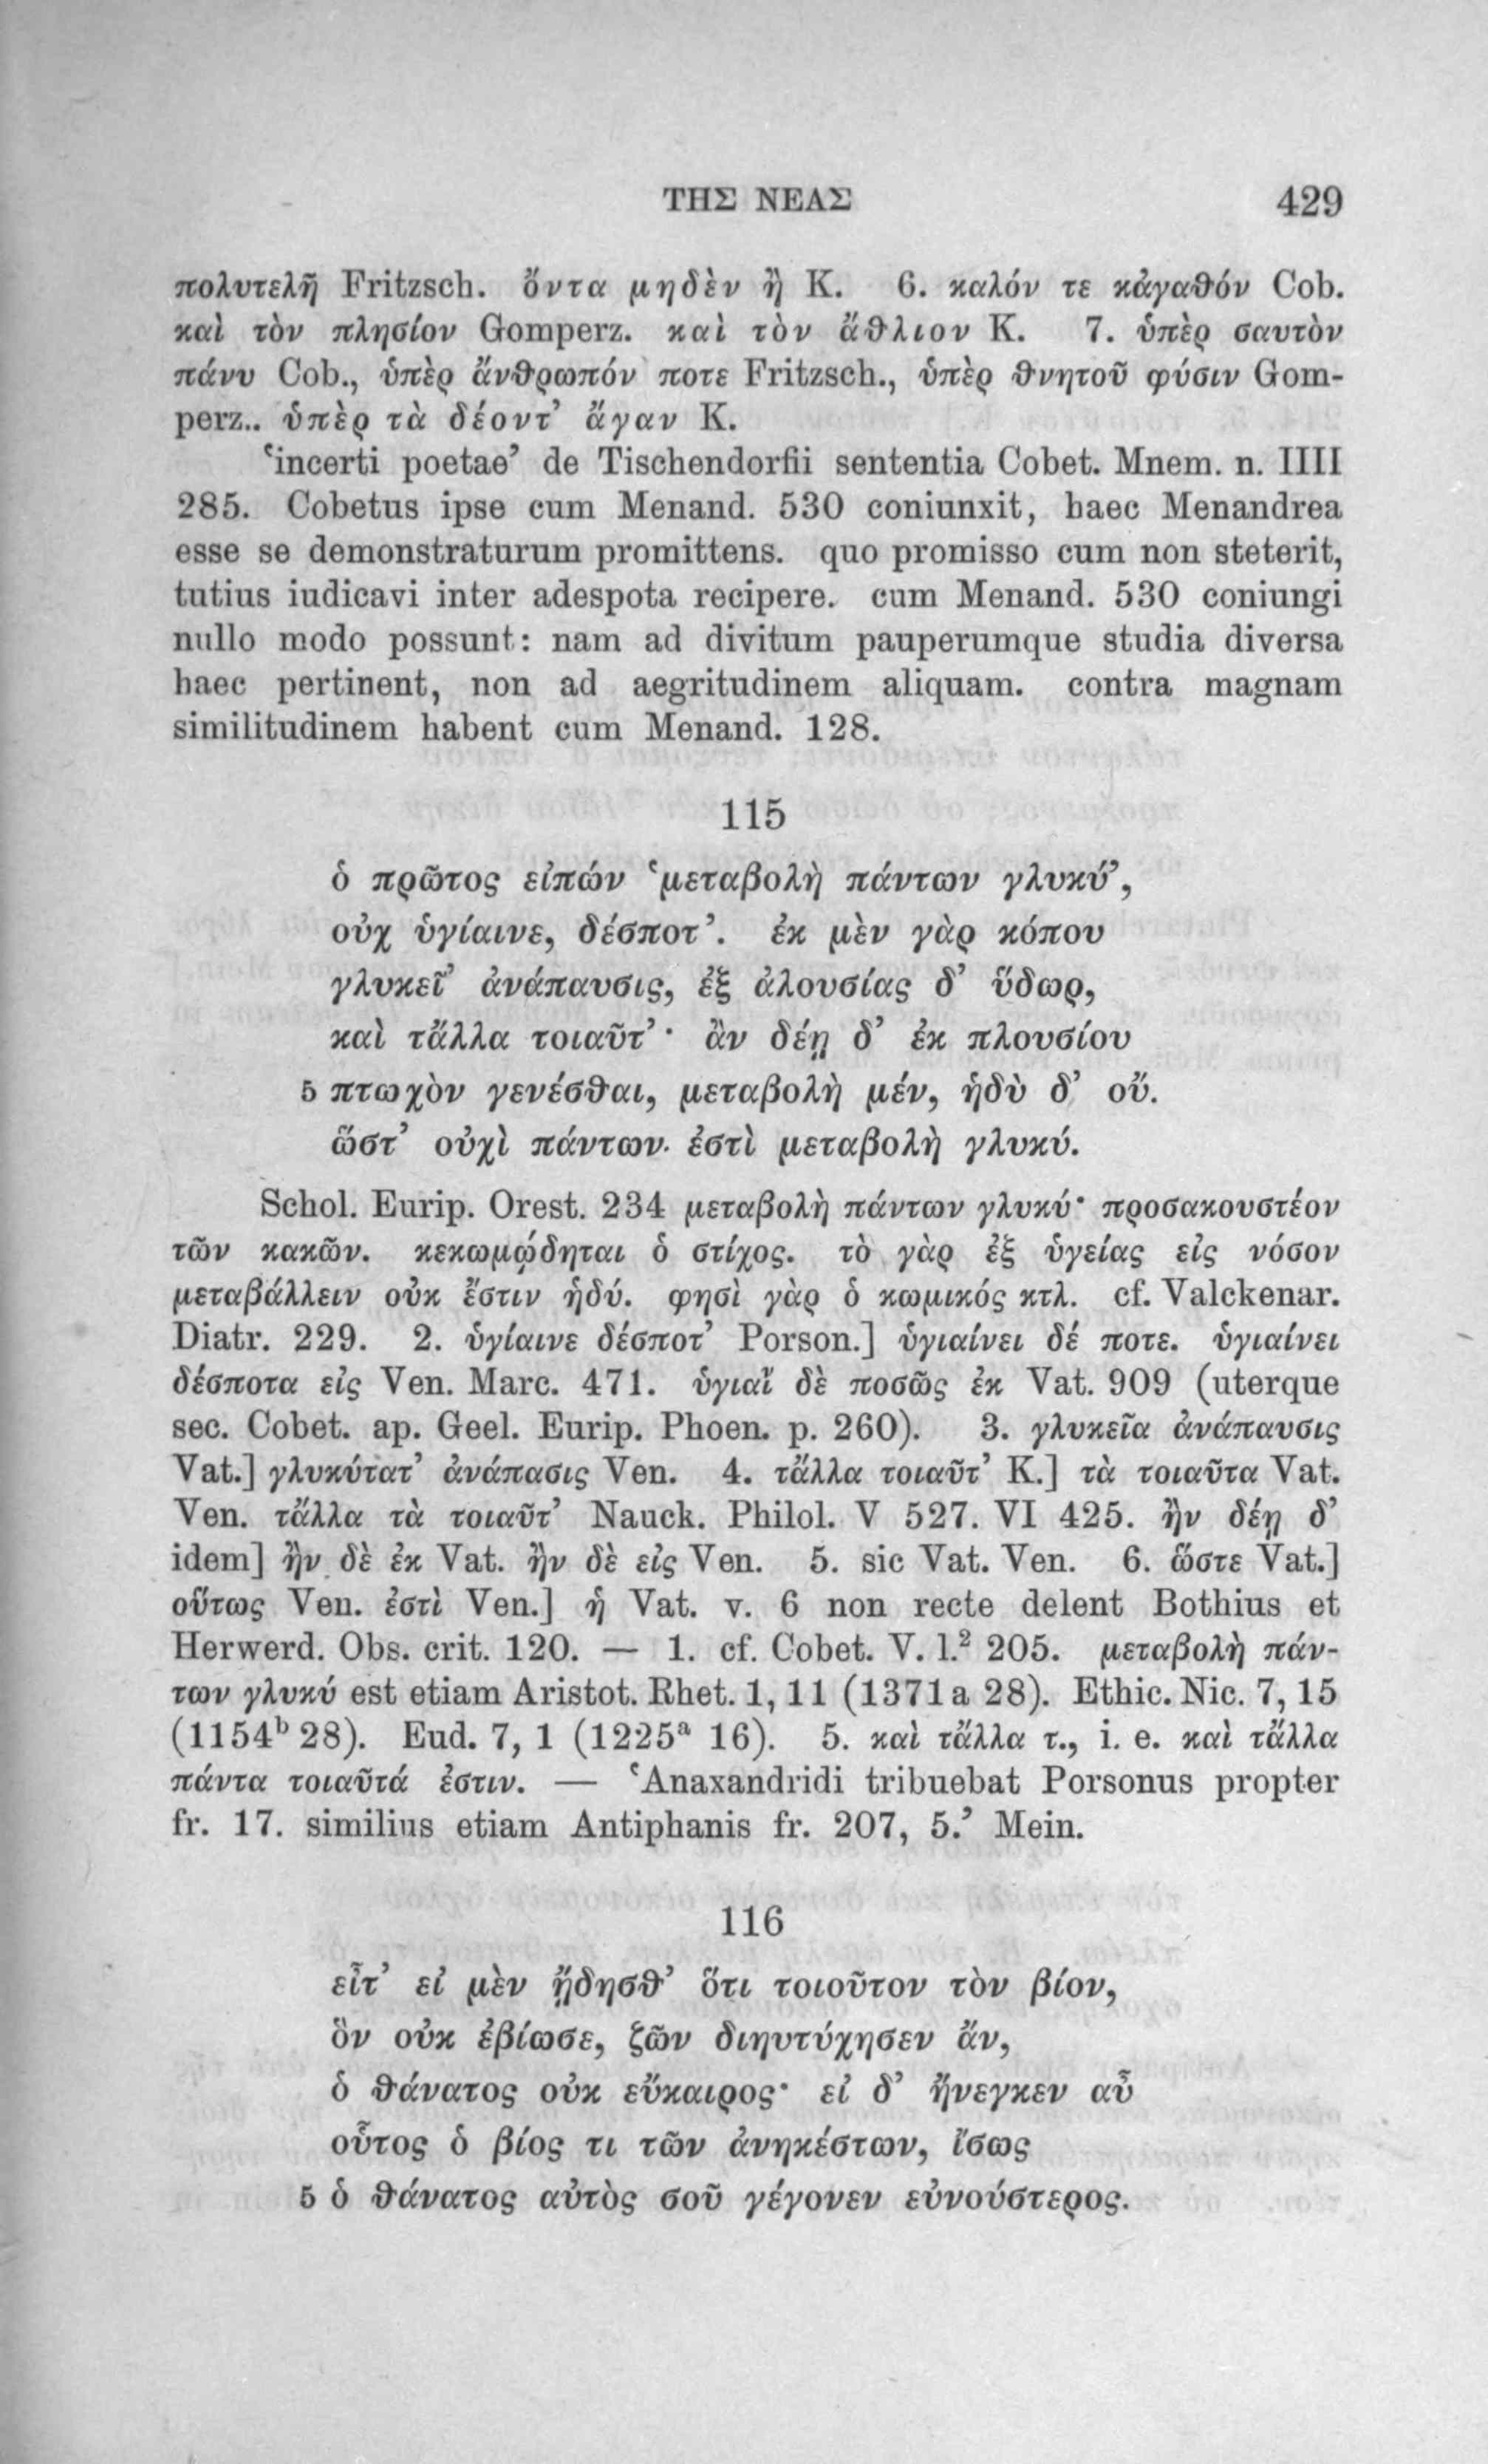 ΤΗΣ ΝΕΑΣ 429
πολυτελῆ Fritzsch. ὄντα μηδὲν ἢ K. 6. καλόν τε κἀγαθόν Cob.
καὶ τὸν πλησίον Gomperz. καὶ τὸν ἄθλιον K. 7. ὑπὲρ σαυτὸν
πάνυ Cob., ὑπὲρ ἄνθρωπόν ποτε Fritzsch., ὑπὲρ θνητοῦ φύσιν Gom-
perz.. ὑπὲρ τὰ δέοντ’ ἄγαν K.
‘incerti poetae’ de Tischendorfii sententia Cobet. Mnem. n. IIII
285. Cobetus ipse cum Menand. 530 coniunxit, haec Menandrea
esse se demonstraturum promittens. quo promisso cum non steterit,
tutius iudicavi inter adespota recipere. cum Menand. 530 coniungi
nullo modo possunt: nam ad divitum pauperumque studia diversa
haec pertinent, non ad aegritudinem aliquam. contra magnam
similitudinem habent cum Menand. 128.
115
ὁ πρῶτος εἰπών ‘μεταβολὴ πάντων γλυκύ’,
οὐχ ὑγίαινε, δέσποτ’. ἐκ μὲν γὰρ κόπου
γλυκεῖ’ ἀνάπαυσις, ἐξ ἀλουσίας δ’ ὕδωρ,
καὶ τἄλλα τοιαῦτ’· ἂν δέῃ δ’ ἐκ πλουσίου
5 πτωχὸν γενέσθαι, μεταβολὴ μέν, ἡδὺ δ’ οὔ.
ὥστ’ οὐχὶ πάντων ἐστὶ μεταβολὴ γλυκύ.
Schol. Eurip. Orest. 234 μεταβολὴ πάντων γλυκύ· προσακουστέον
τῶν κακῶν. κεκωμῴδηται ὁ στίχος. τὸ γὰρ ἐξ ὑγείας εἰς νόσον
μεταβάλλειν οὐκ ἔστιν ἡδύ. φησὶ γὰρ ὁ κωμικός κτλ. cf. Valckenar.
Diatr. 229. 2. ὑγίαινε δέσποτ’ Porson.] ὑγιαίνει δέ ποτε. ὑγιαίνει
δέσποτα εἰς Ven. Marc. 471. ὑγιαῖ δὲ ποσῶς ἐκ Vat. 909 (uterque
sec. Cobet. ap. Geel. Eurip. Phoen. p. 260). 3. γλυκεῖα ἀνάπαυσις
Vat.] γλυκύτατ’ ἀνάπασις Ven. 4. τἄλλα τοιαῦτ’ K.] τὰ τοιαῦτα Vat.
Ven. τἄλλα τὰ τοιαῦτ’ Nauck. Philol. V 527. VI 425. ἢν δέῃ δ’
idem] ἢν δὲ ἐκ Vat. ἢν δὲ εἰς Ven. 5. sic Vat. Ven. 6. ὥστε Vat.]
οὕτως Ven. ἐστὶ Ven.] ἡ Vat. v. 6 non recte delent Bothius et
Herwerd. Obs. crit. 120. — 1. cf. Cobet. V. l.² 205. μεταβολὴ πάν-
των γλυκύ est etiam Aristot. Rhet. 1, 11 (1371a 28). Ethic. Nic. 7, 15
(1154ᵇ 28). Eud. 7, 1 (1225ᵃ 16). 5. καὶ τἄλλα τ., i. e. καὶ τἄλλα
πάντα τοιαῦτά ἐστιν. — ‘Anaxandridi tribuebat Porsonus propter
fr. 17. similius etiam Antiphanis fr. 207, 5.’ Mein.
116
εἶτ’ εἰ μὲν ᾔδησθ’ ὅτι τοιοῦτον τὸν βίον,
ὃν οὐκ ἐβίωσε, ζῶν διηυτύχησεν ἄν,
ὁ θάνατος οὐκ εὔκαιρος· εἰ δ’ ἤνεγκεν αὖ
οὗτος ὁ βίος τι τῶν ἀνηκέστων, ἴσως
5 ὁ θάνατος αὐτὸς σοῦ γέγονεν εὐνούστερος.